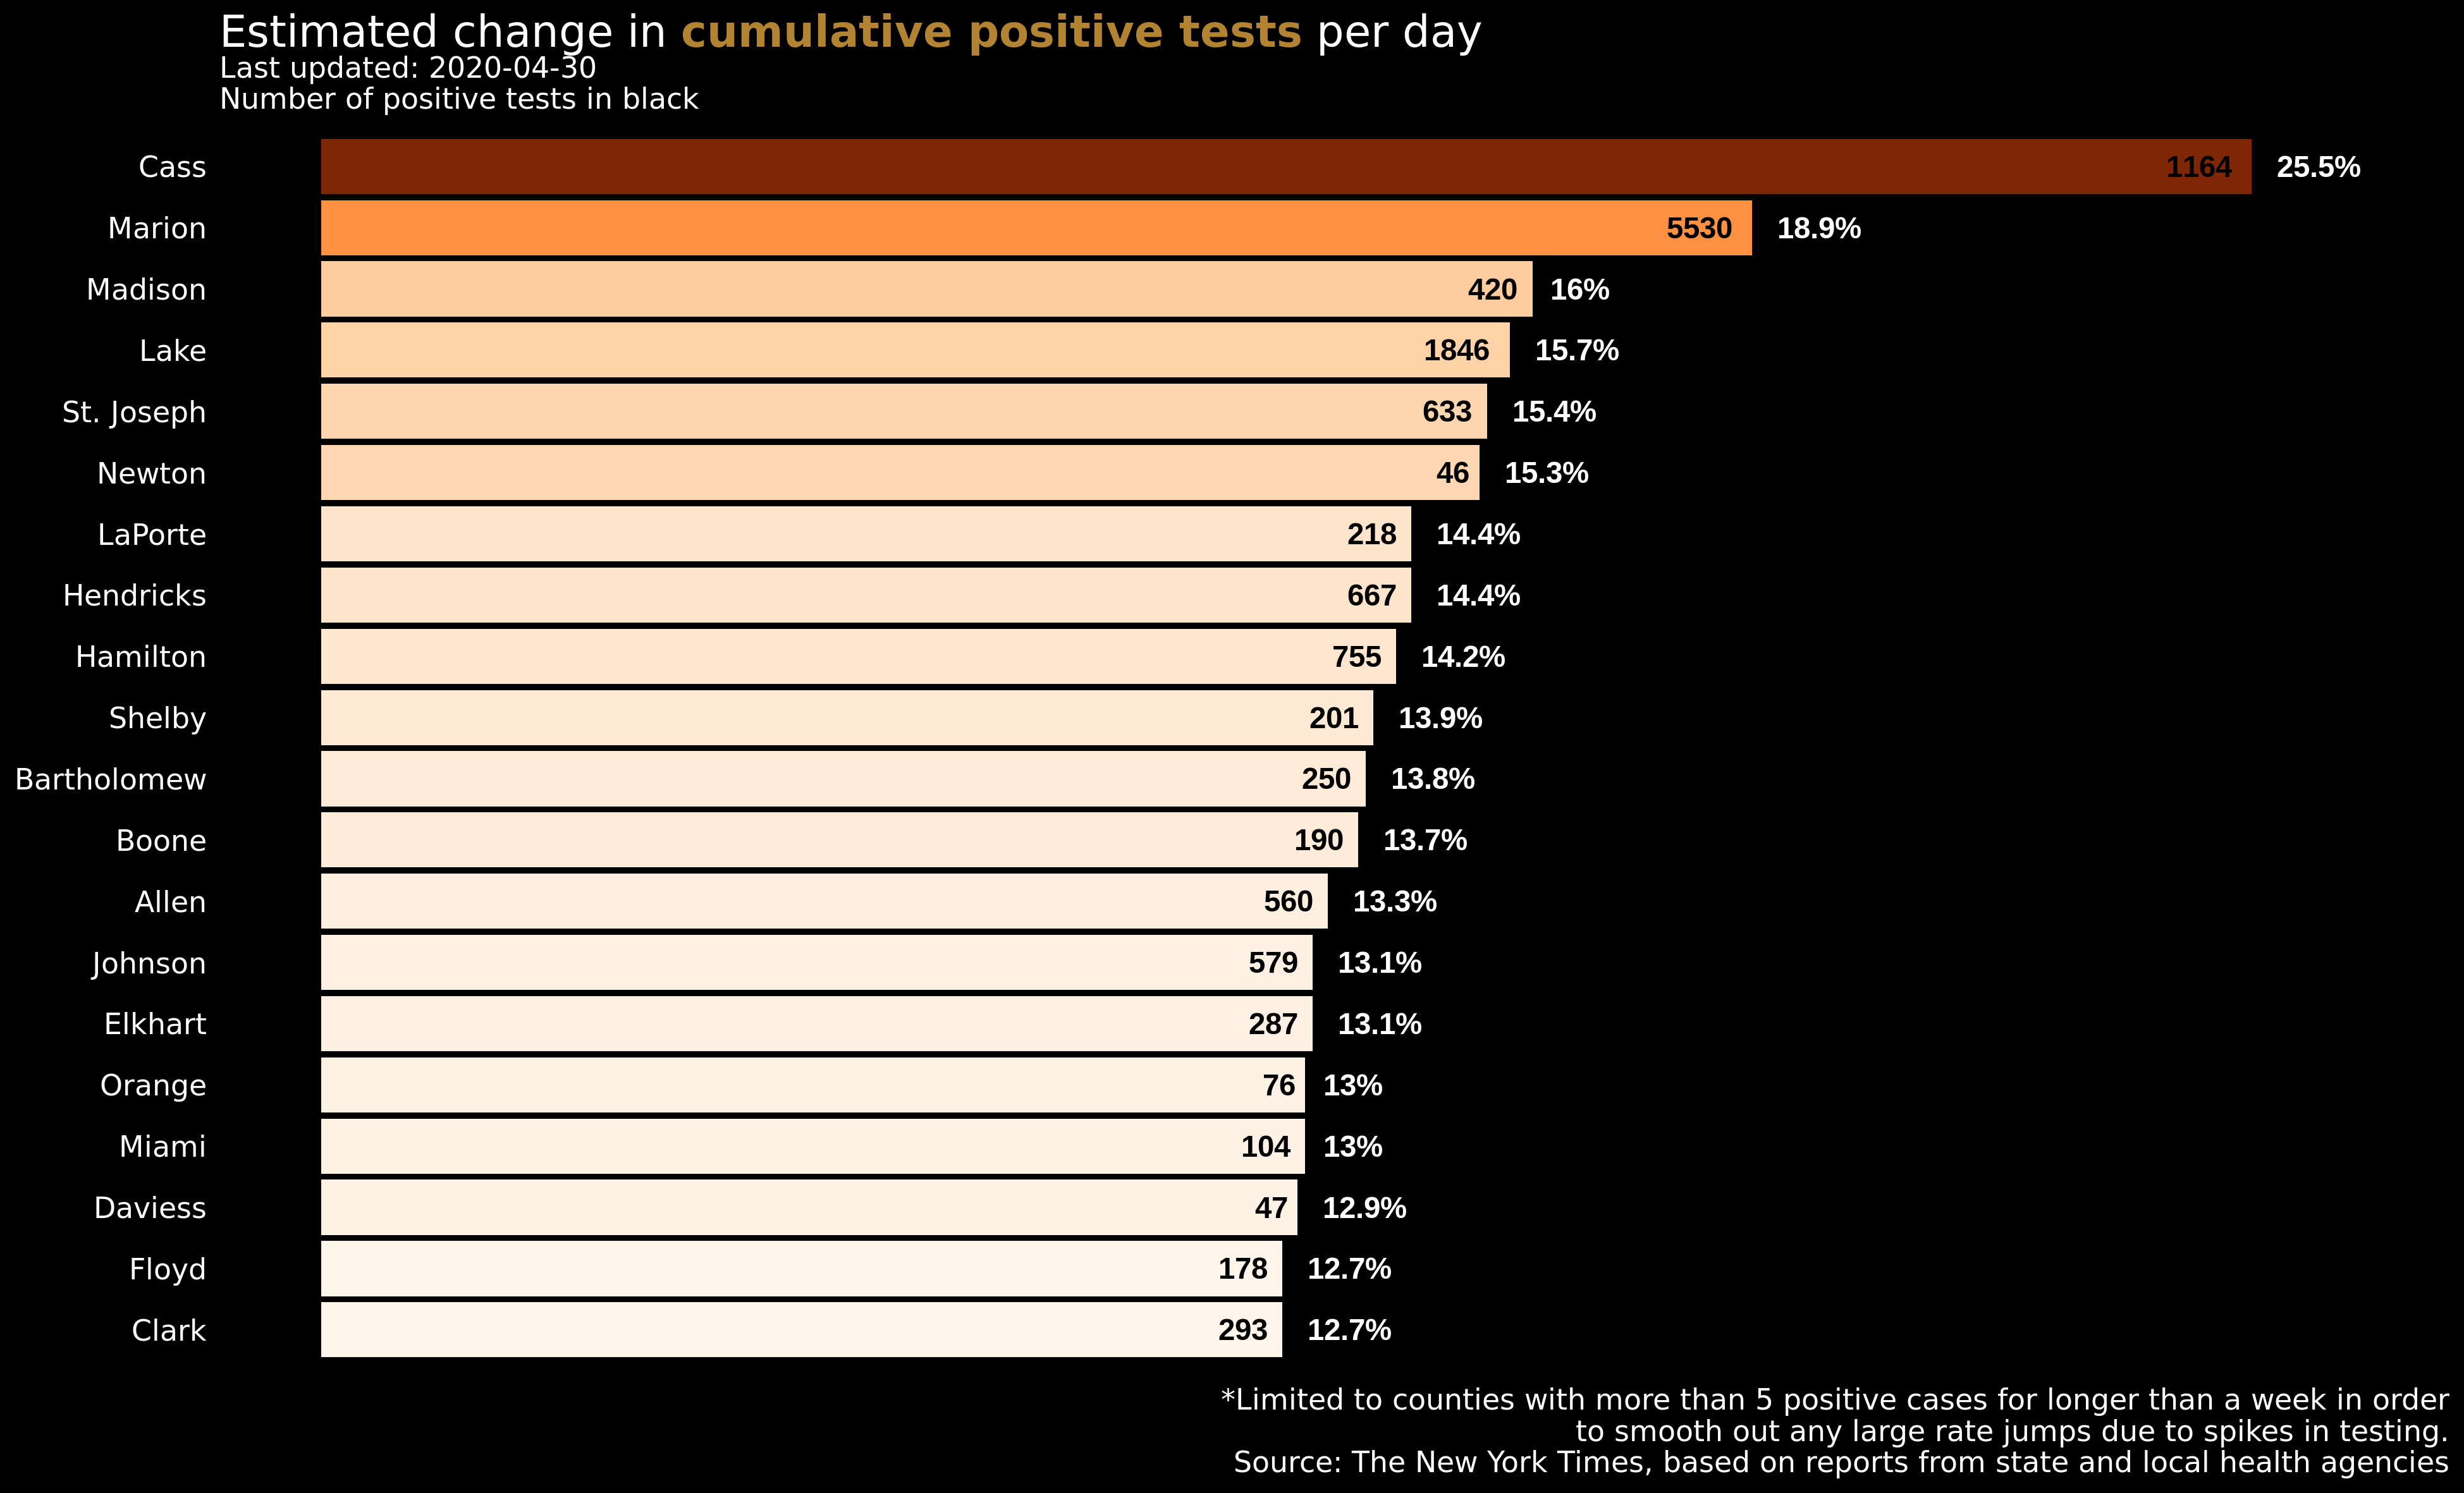 Estimated change in cumulative positive tests per day
Last updated: 2020-04-30
Number of positive tests in black
Cass 1164 25.5%
Marion 5530 18.9%
Madison 420 16%
Lake 1846 15.7%
St. Joseph 633 15.4%
Newton 46 15.3%
LaPorte 218 14.4%
Hendricks 667 14.4%
Hamilton 755 14.2%
Shelby 201 13.9%
Bartholomew 250 13.8%
Boone 190 13.7%
Allen 560 13.3%
Johnson 579 13.1%
Elkhart 287 13.1%
Orange 76 13%
Miami 104 13%
Daviess 47 12.9%
Floyd 178 12.7%
Clark 293 12.7%
*Limited to counties with more than 5 positive cases for longer than a week in order
to smooth out any large rate jumps due to spikes in testing.
Source: The New York Times, based on reports from state and local health agencies